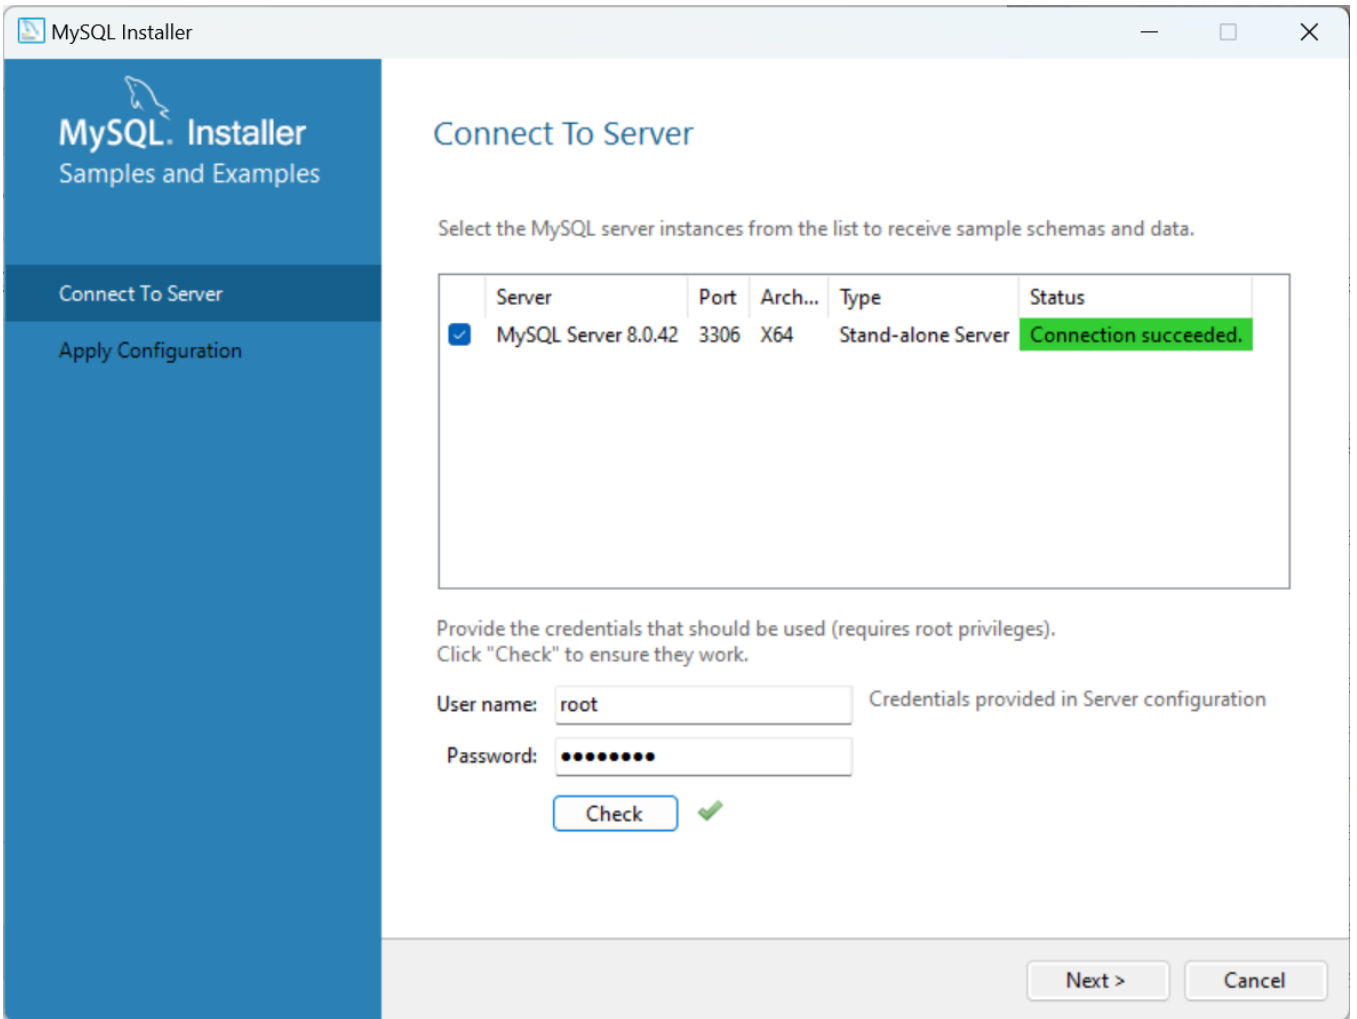 MySQL Installer
MySQL. Installer
Samples and Examples
Connect To Server
Apply Configuration
Connect To Server
Select the MySQL server instances from the list to receive sample schemas and data.
Server Port Arch... Type Status
MySQL Server 8.0.42 3306 X64 Stand-alone Server Connection succeeded.
Provide the credentials that should be used (requires root privileges).
Click "Check" to ensure they work.
User name: root Credentials provided in Server configuration
Password: ●●●●●●●●
Check
Next > Cancel